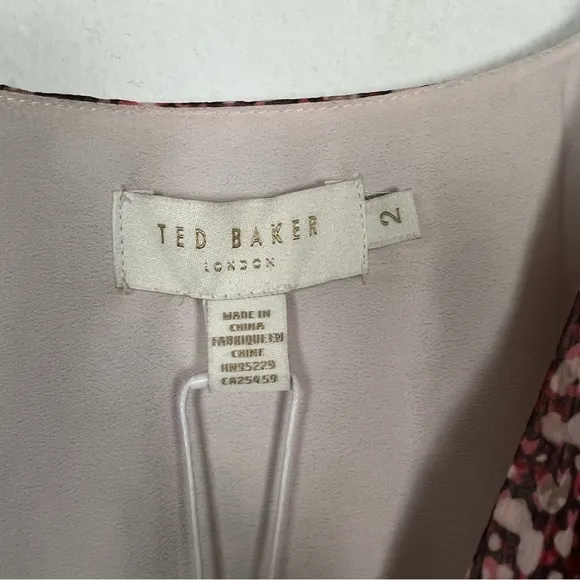 TED BAKER
LONDON
2
MADE IN
CHINA
FABRIQUE EN
CHINE
RN95229
CA25459